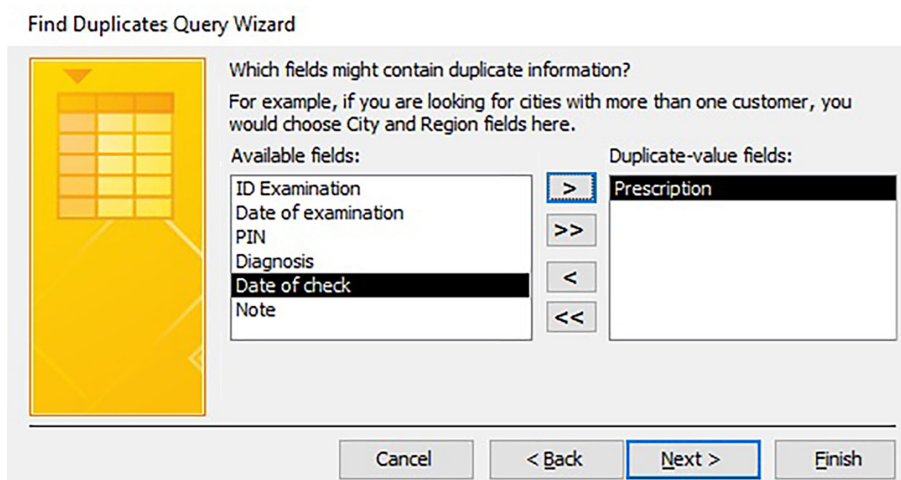 Find Duplicates Query Wizard
Which fields might contain duplicate information?
For example, if you are looking for cities with more than one customer, you
would choose City and Region fields here.
Available fields:
ID Examination
Date of examination
PIN
Diagnosis
Date of check
Note
>
>>
<
<<
Duplicate-value fields:
Prescription
Cancel
< Back
Next >
Finish